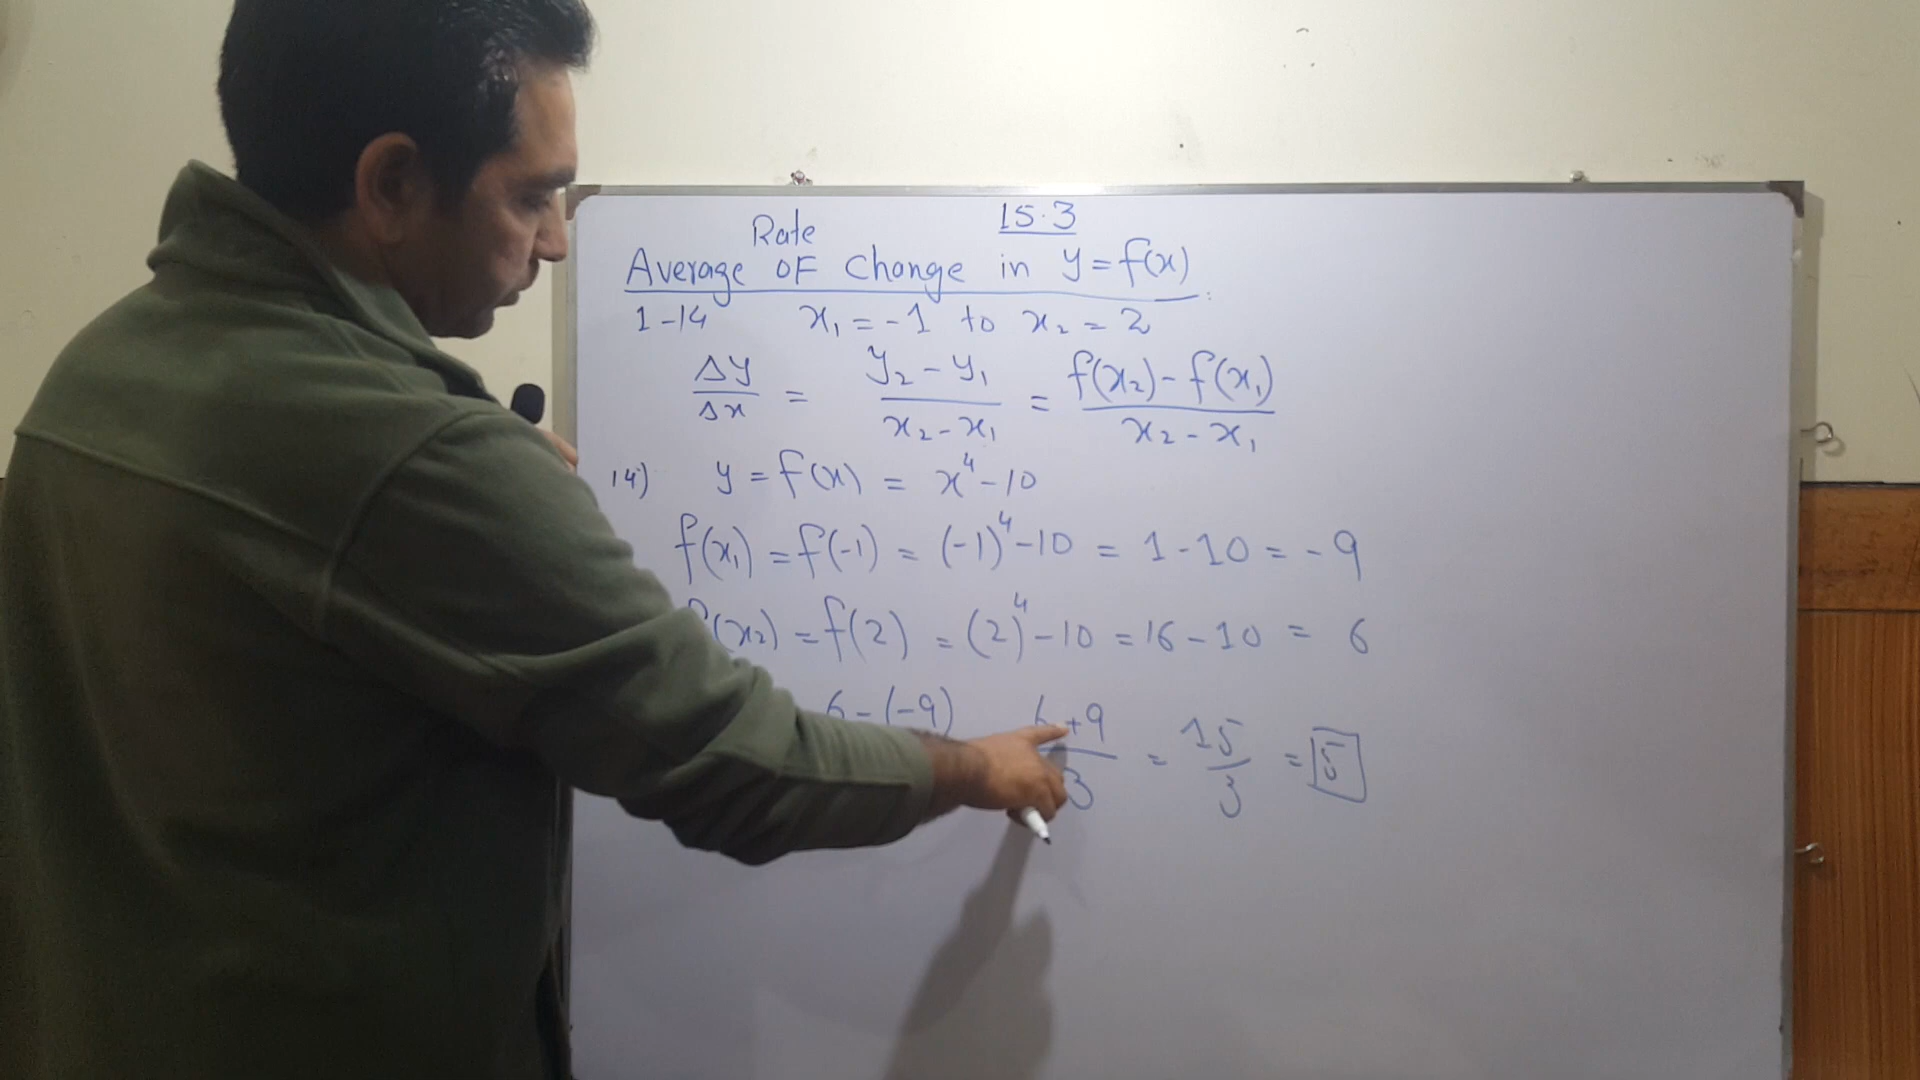 15.3
Rate
Average OF Change in y = f(x)
1-14 x₁ = -1 to x₂ = 2
Δy/Δx = (y₂ - y₁)/(x₂ - x₁) = (f(x₂) - f(x₁))/(x₂ - x₁)
14) y = f(x) = x⁴ - 10
f(x₁) = f(-1) = (-1)⁴ - 10 = 1 - 10 = - 9
f(x₂) = f(2) = (2)⁴ - 10 = 16 - 10 = 6
6 - (-9) 6 + 9/3 = 15/3 = 5